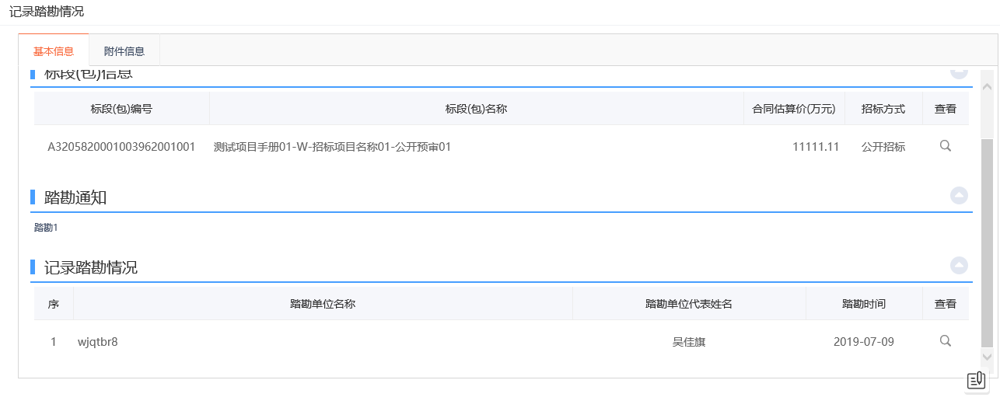 记录踏勘情况
基本信息 附件信息
标段(包)信息
标段(包)编号 标段(包)名称 合同估算价(万元) 招标方式 查看
A3205820001003962001001 测试项目手册01-W-招标项目名称01-公开预审01 11111.11 公开招标
踏勘通知
踏勘1
记录踏勘情况
序 踏勘单位名称 踏勘单位代表姓名 踏勘时间 查看
1 wjqtbr8 吴佳旗 2019-07-09